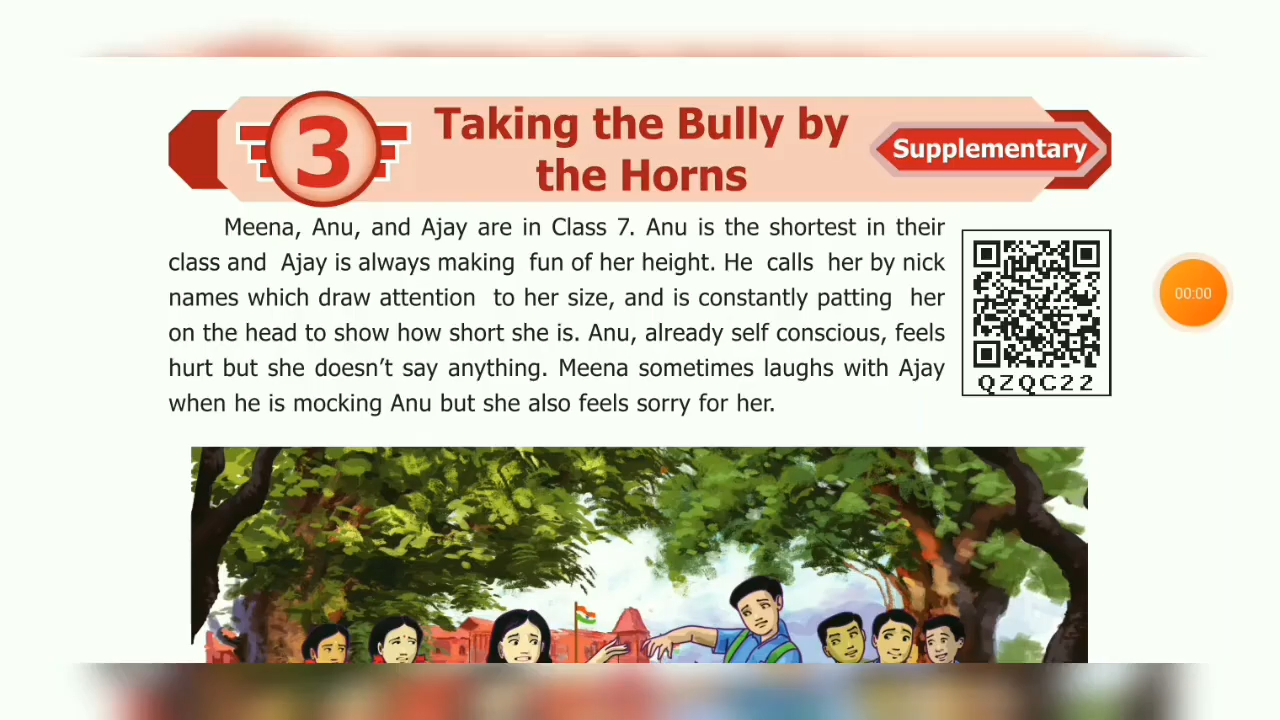 3
Taking the Bully by
the Horns
Supplementary
Meena, Anu, and Ajay are in Class 7. Anu is the shortest in their
class and Ajay is always making fun of her height. He calls her by nick
names which draw attention to her size, and is constantly patting her
on the head to show how short she is. Anu, already self conscious, feels
hurt but she doesn't say anything. Meena sometimes laughs with Ajay
when he is mocking Anu but she also feels sorry for her.
QZQC22
00:00